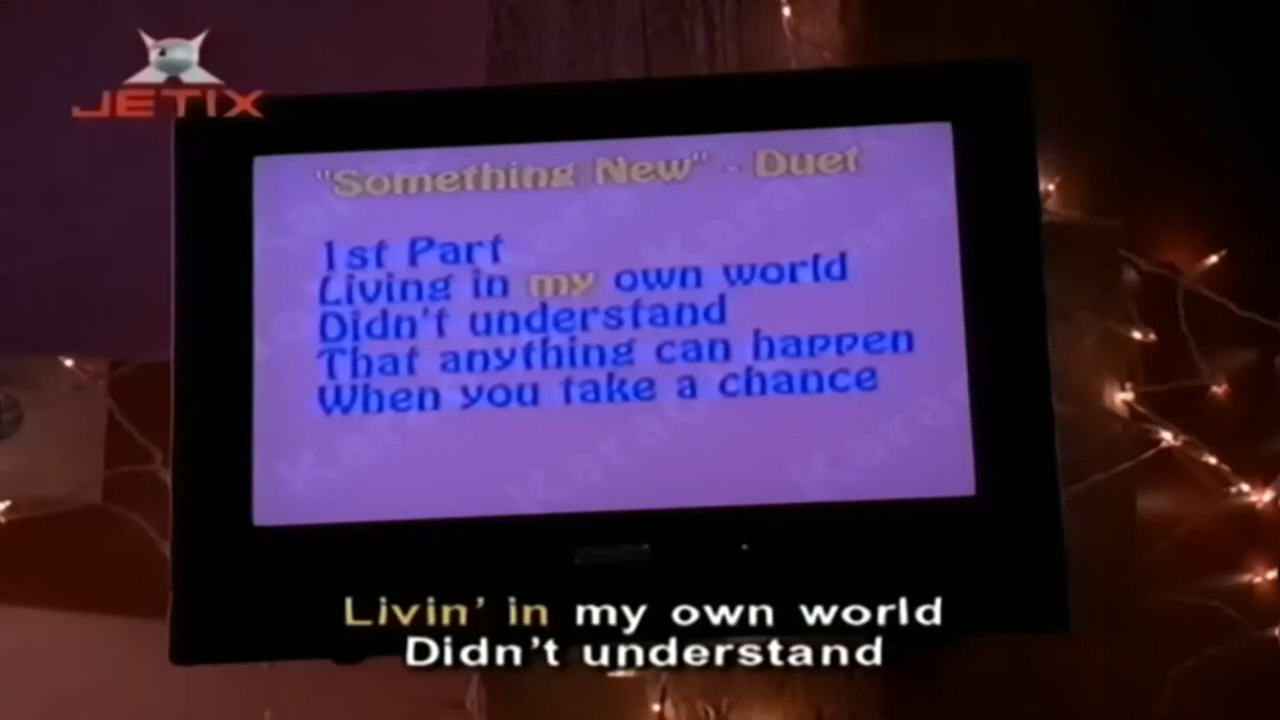 JETIX
"Something New" - Duet
1st Part
Living in my own world
Didn't understand
That anything can happen
When you take a chance
Livin' in my own world
Didn't understand